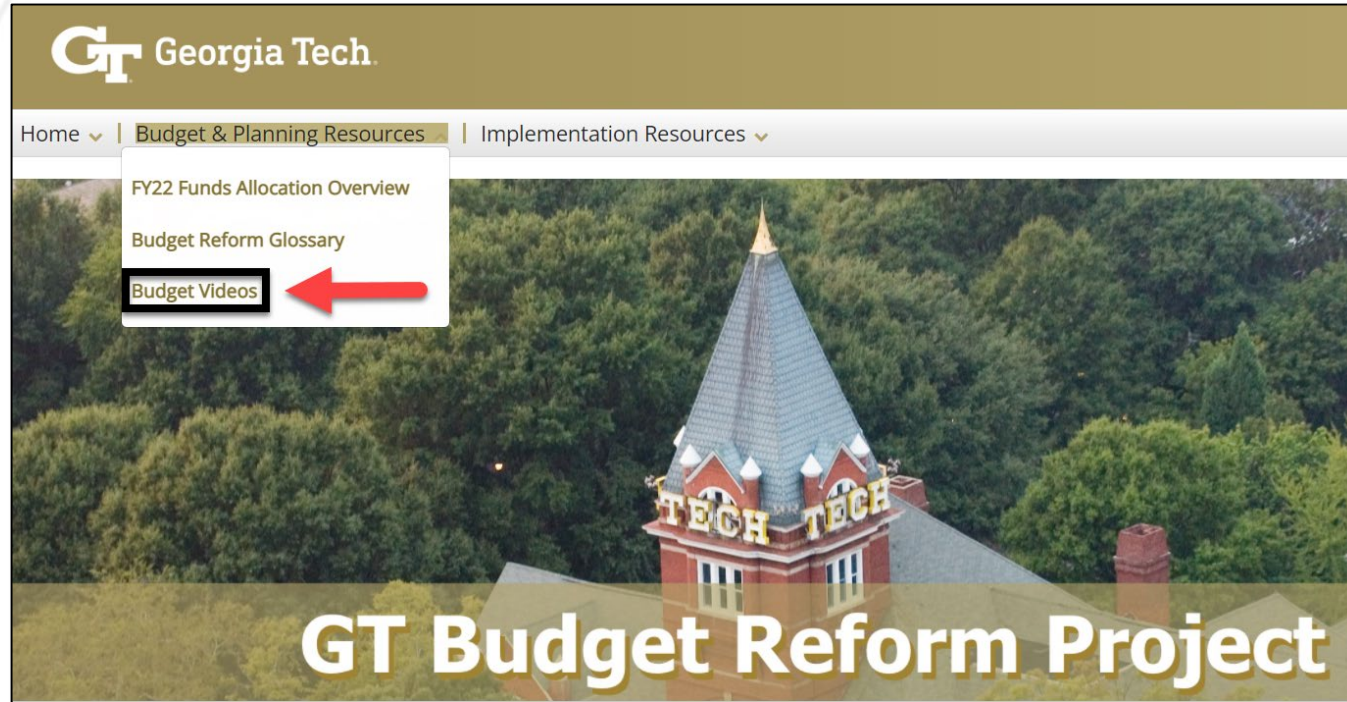 GT Georgia Tech.
Home | Budget & Planning Resources | Implementation Resources
FY22 Funds Allocation Overview
Budget Reform Glossary
Budget Videos
TECH TECH
GT Budget Reform Project